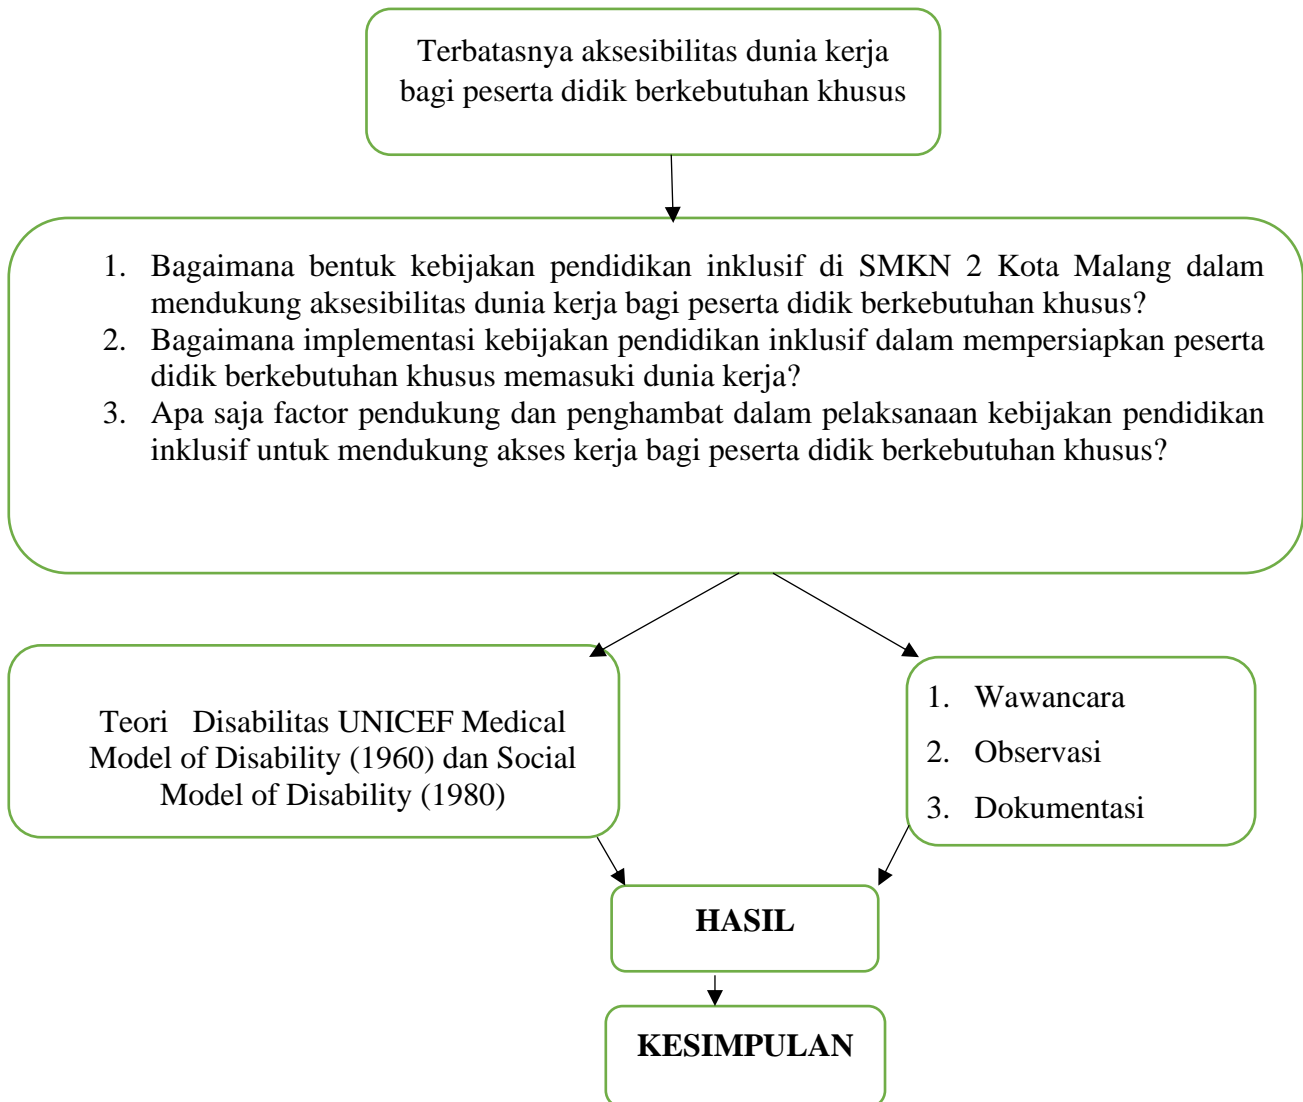 Terbatasnya aksesibilitas dunia kerja
bagi peserta didik berkebutuhan khusus
1. Bagaimana bentuk kebijakan pendidikan inklusif di SMKN 2 Kota Malang dalam
mendukung aksesibilitas dunia kerja bagi peserta didik berkebutuhan khusus?
2. Bagaimana implementasi kebijakan pendidikan inklusif dalam mempersiapkan peserta
didik berkebutuhan khusus memasuki dunia kerja?
3. Apa saja factor pendukung dan penghambat dalam pelaksanaan kebijakan pendidikan
inklusif untuk mendukung akses kerja bagi peserta didik berkebutuhan khusus?
Teori Disabilitas UNICEF Medical
Model of Disability (1960) dan Social
Model of Disability (1980)
1. Wawancara
2. Observasi
3. Dokumentasi
HASIL
KESIMPULAN